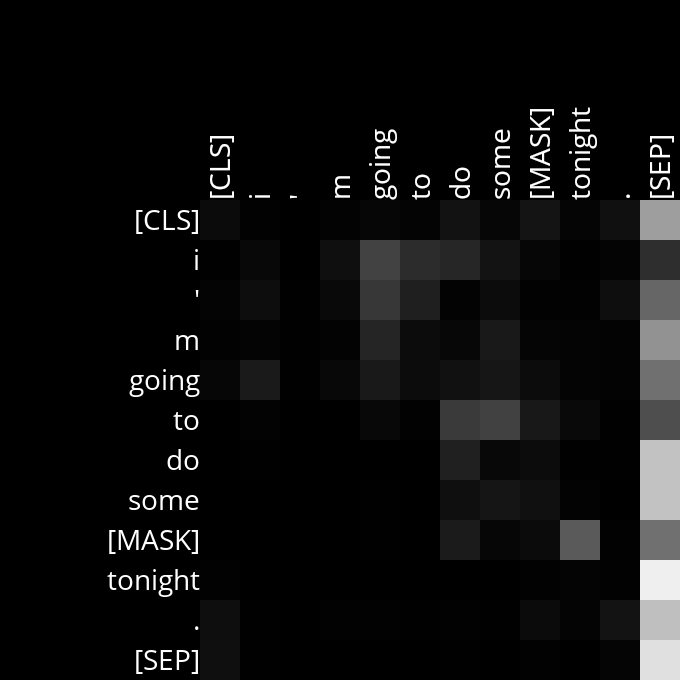 [CLS] i ' m going to do some [MASK] tonight . [SEP]
[CLS]
i
'
m
going
to
do
some
[MASK]
tonight
.
[SEP]